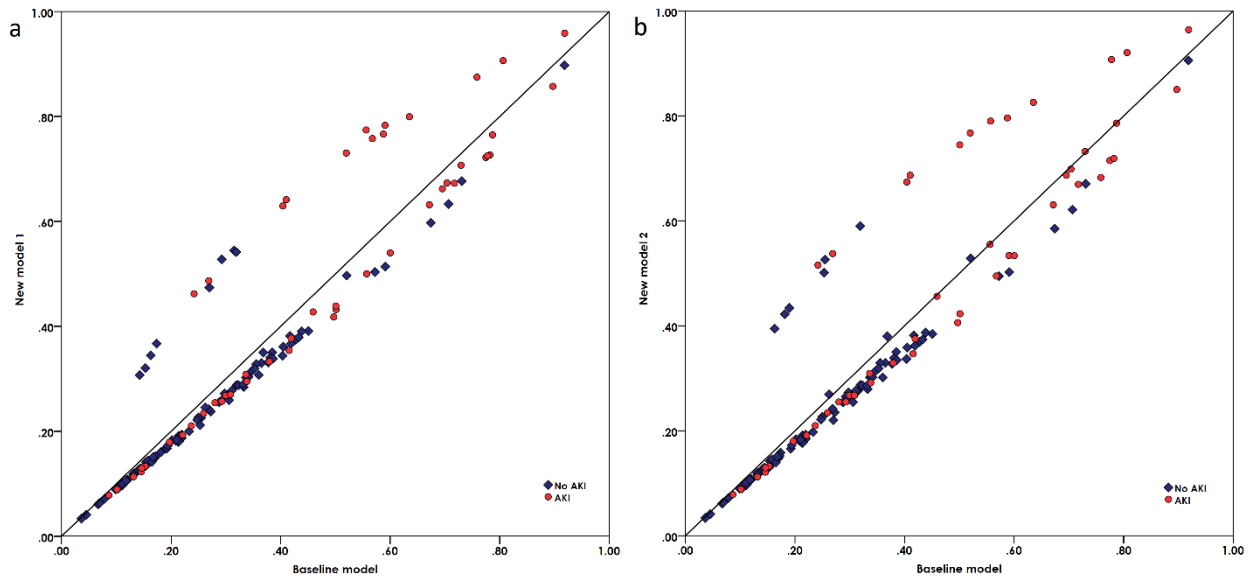 a
1.00
.80
.60
.40
.20
.00
New model 1
No AKI
AKI
.00 .20 .40 .60 .80 1.00
Baseline model
b
1.00
.80
.60
.40
.20
.00
New model 2
No AKI
AKI
.00 .20 .40 .60 .80 1.00
Baseline model